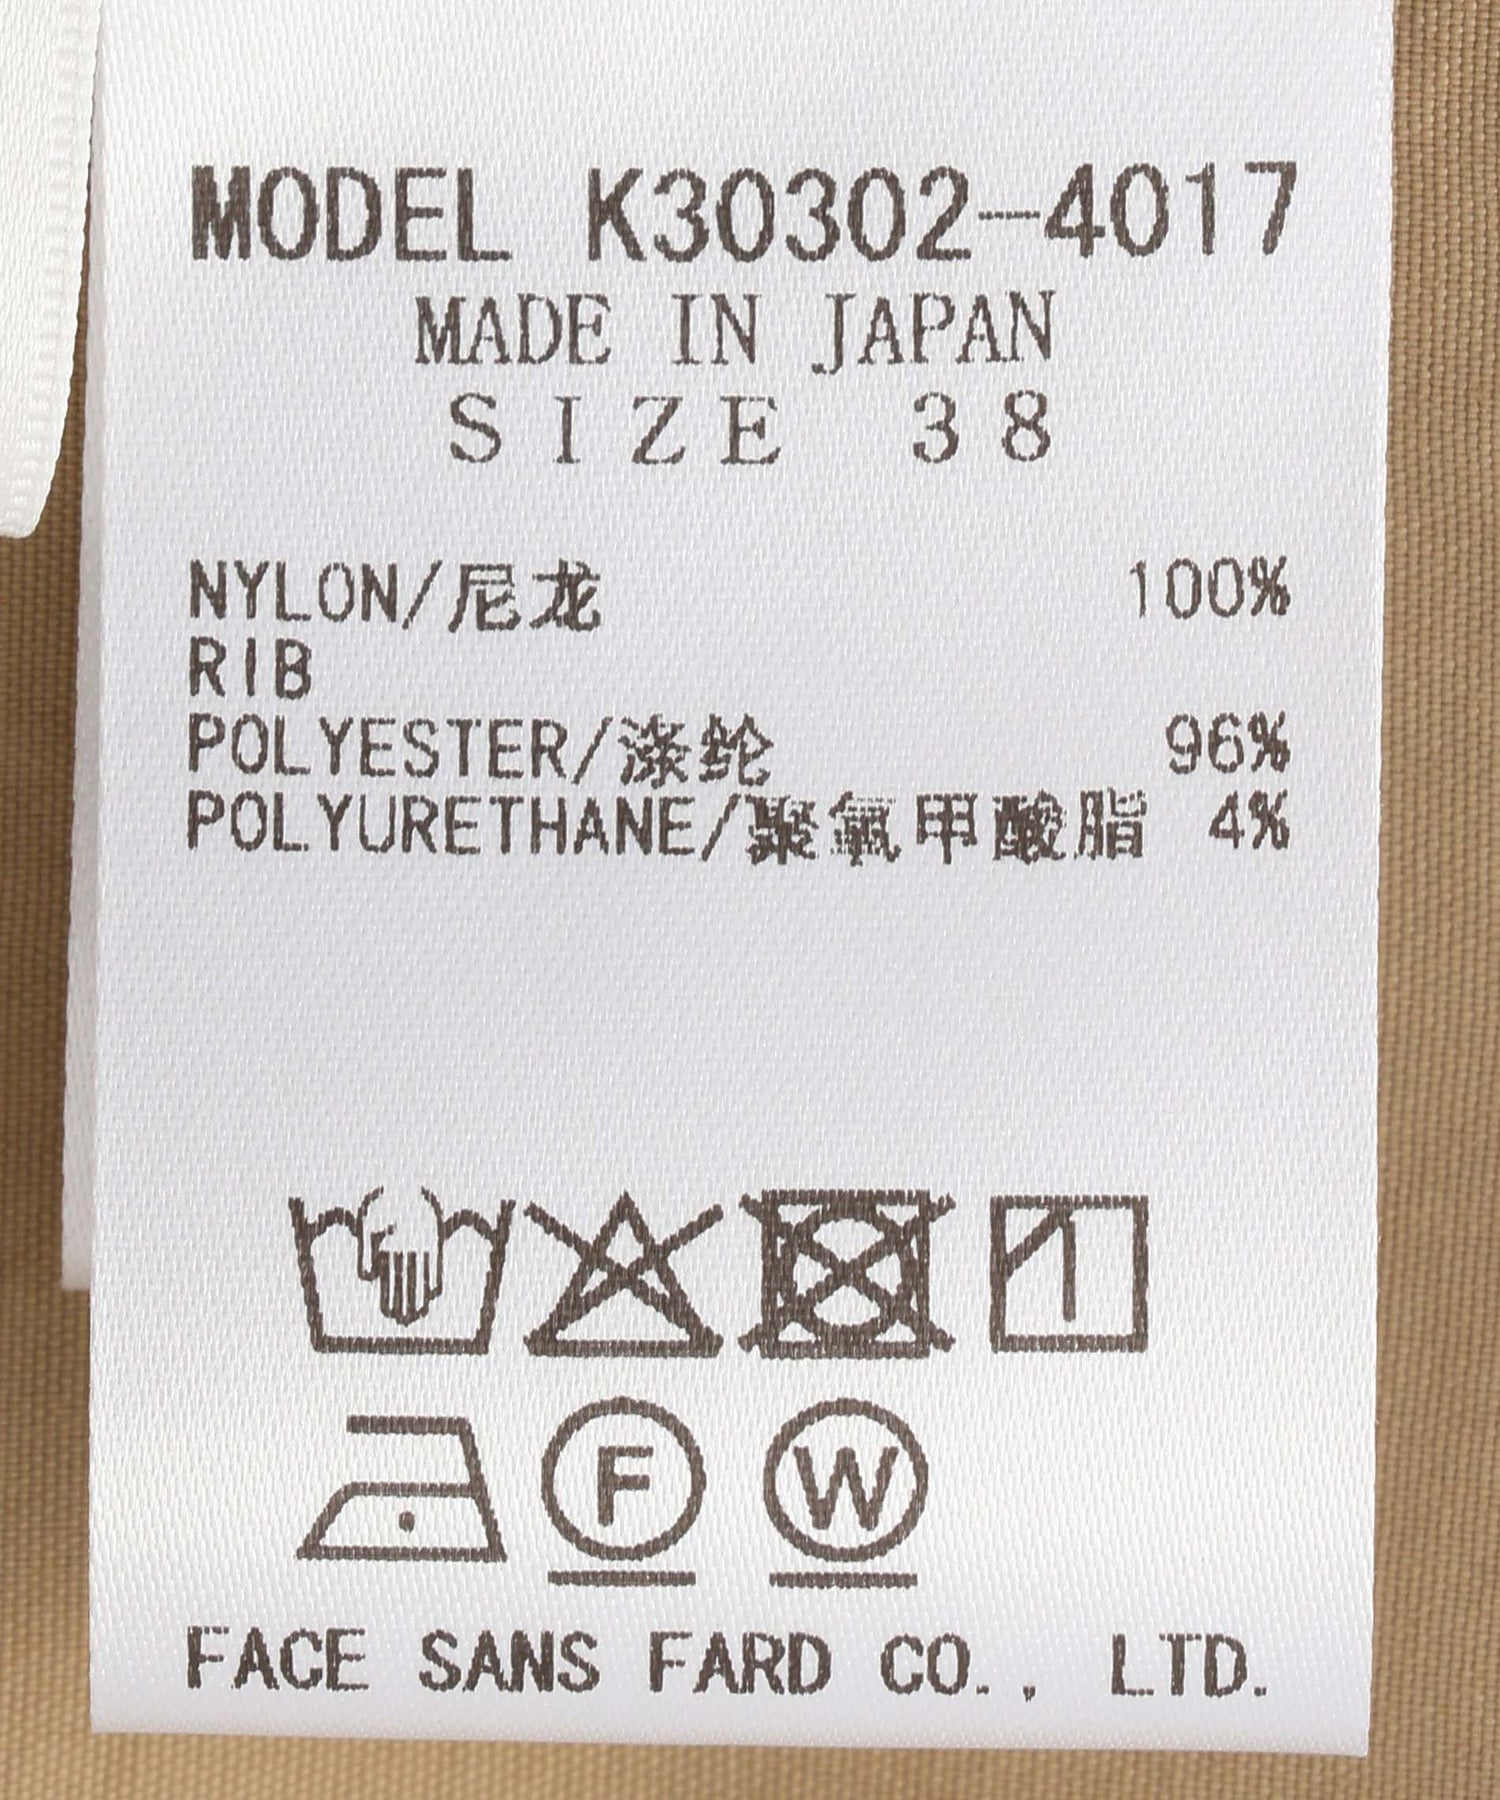 MODEL K30302-4017
MADE IN JAPAN
SIZE 38
NYLON/尼龙 100%
RIB
POLYESTER/涤纶 96%
POLYURETHANE/聚氨甲酸脂 4%
F W
FACE SANS FARD CO., LTD.